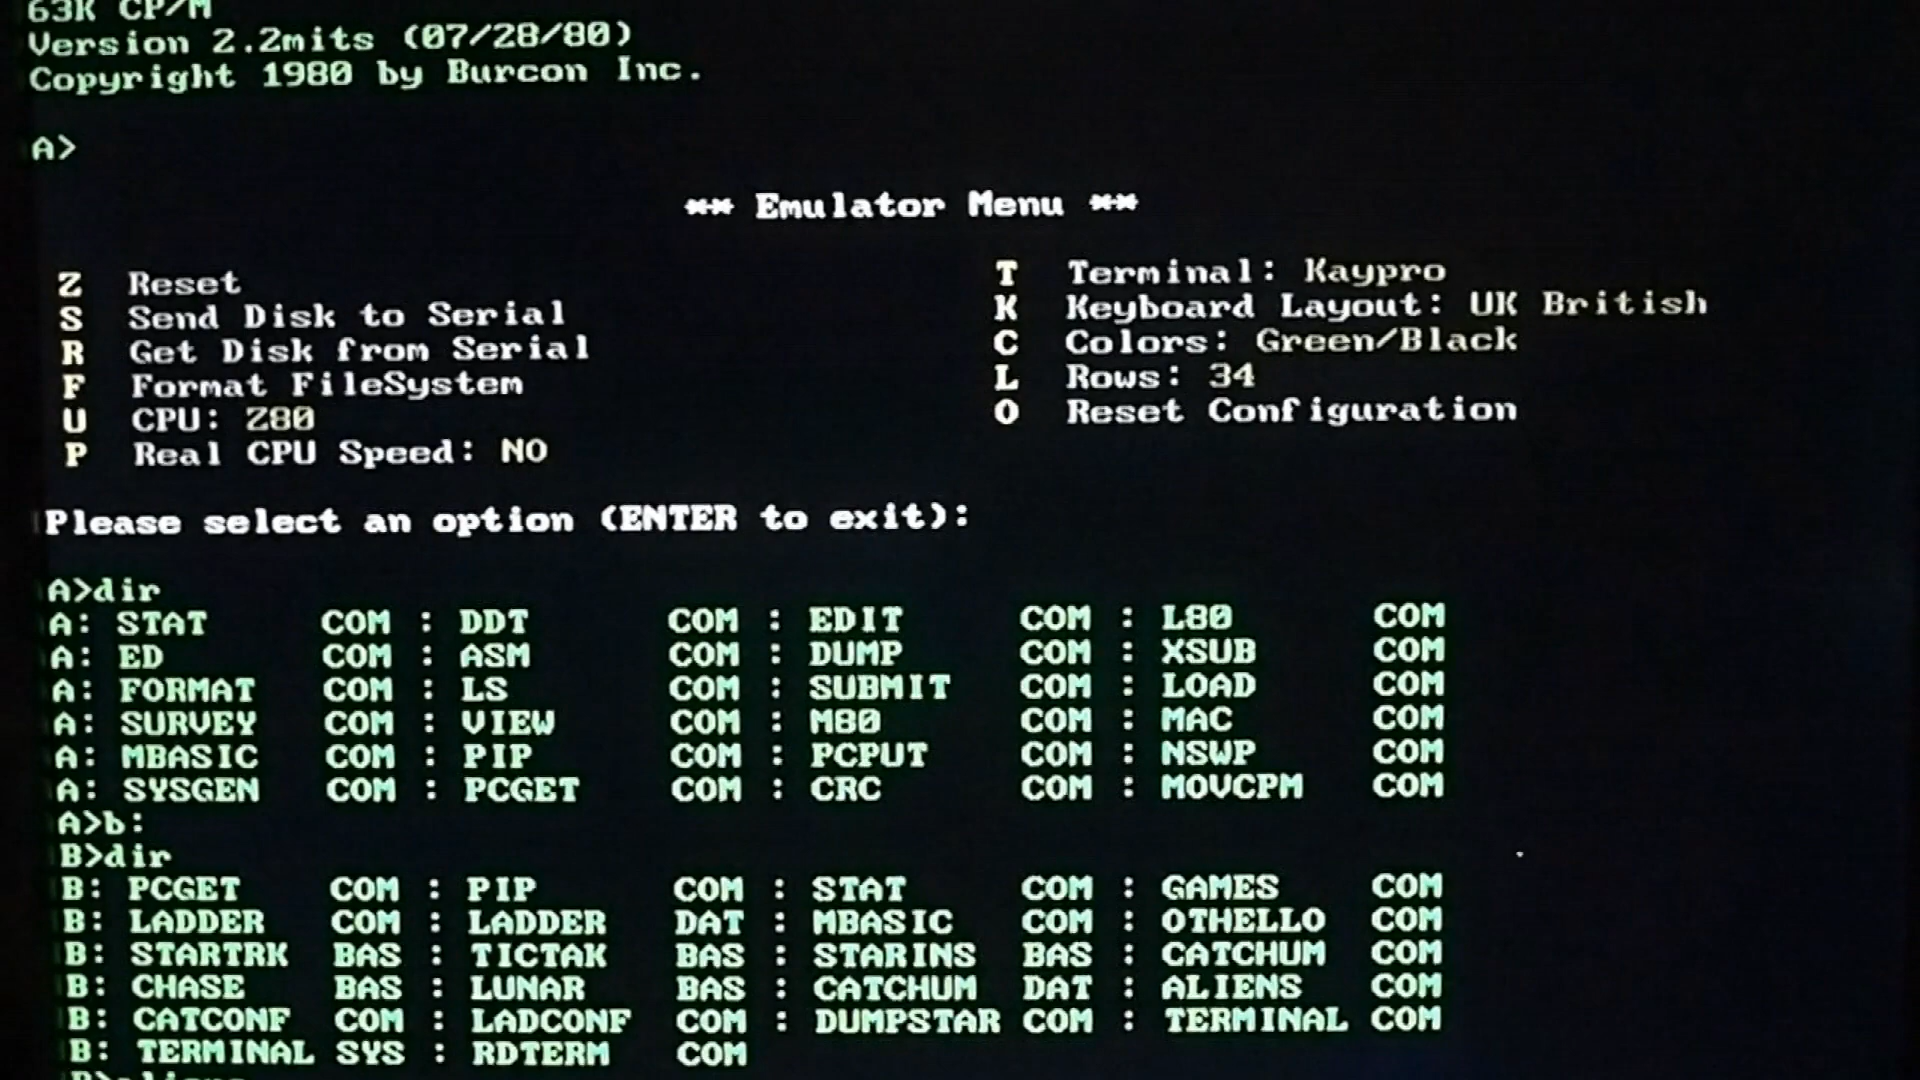 63K CP/M
Version 2.2mits (07/28/80)
Copyright 1980 by Burcon Inc.
A>
** Emulator Menu **
Z Reset T Terminal: Kaypro
S Send Disk to Serial K Keyboard Layout: UK British
R Get Disk from Serial C Colors: Green/Black
F Format FileSystem L Rows: 34
U CPU: Z80 O Reset Configuration
P Real CPU Speed: NO
Please select an option (ENTER to exit):
A>dir
A: STAT COM : DDT COM : EDIT COM : L80 COM
A: ED COM : ASM COM : DUMP COM : XSUB COM
A: FORMAT COM : LS COM : SUBMIT COM : LOAD COM
A: SURVEY COM : VIEW COM : M80 COM : MAC COM
A: MBASIC COM : PIP COM : PCPUT COM : NSWP COM
A: SYSGEN COM : PCGET COM : CRC COM : MOVCPM COM
A>b:
B>dir
B: PCGET COM : PIP COM : STAT COM : GAMES COM
B: LADDER COM : LADDER DAT : MBASIC COM : OTHELLO COM
B: STARTRK BAS : TICTAK BAS : STARINS BAS : CATCHUM COM
B: CHASE BAS : LUNAR BAS : CATCHUM DAT : ALIENS COM
B: CATCONF COM : LADCONF COM : DUMPSTAR COM : TERMINAL COM
B: TERMINAL SYS : RDTERM COM
B>aliens